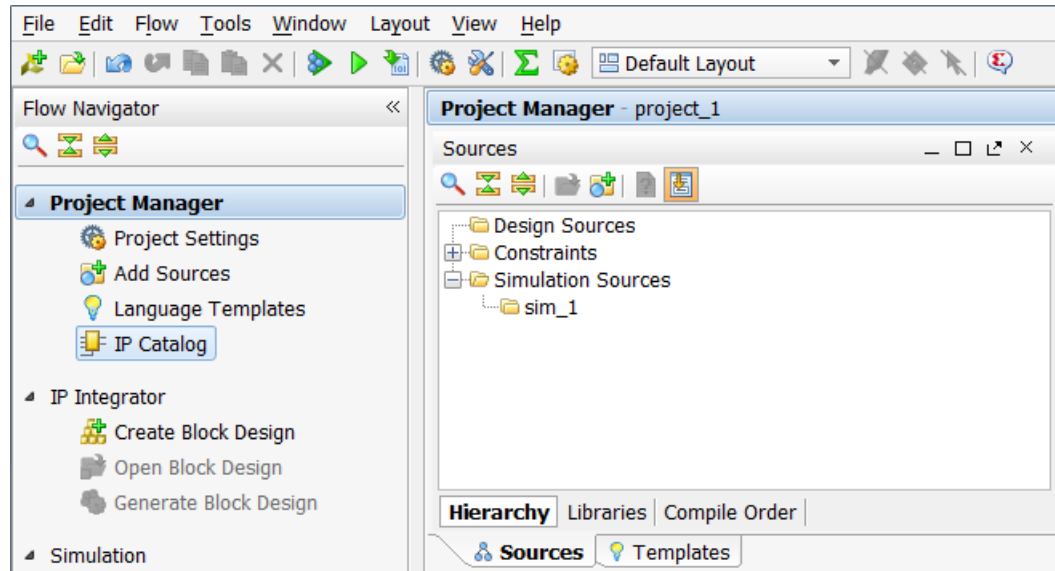 File Edit Flow Tools Window Layout View Help
Default Layout
Flow Navigator
Project Manager
Project Settings
Add Sources
Language Templates
IP Catalog
IP Integrator
Create Block Design
Open Block Design
Generate Block Design
Simulation
Project Manager - project_1
Sources
Design Sources
Constraints
Simulation Sources
sim_1
Hierarchy Libraries Compile Order
Sources Templates